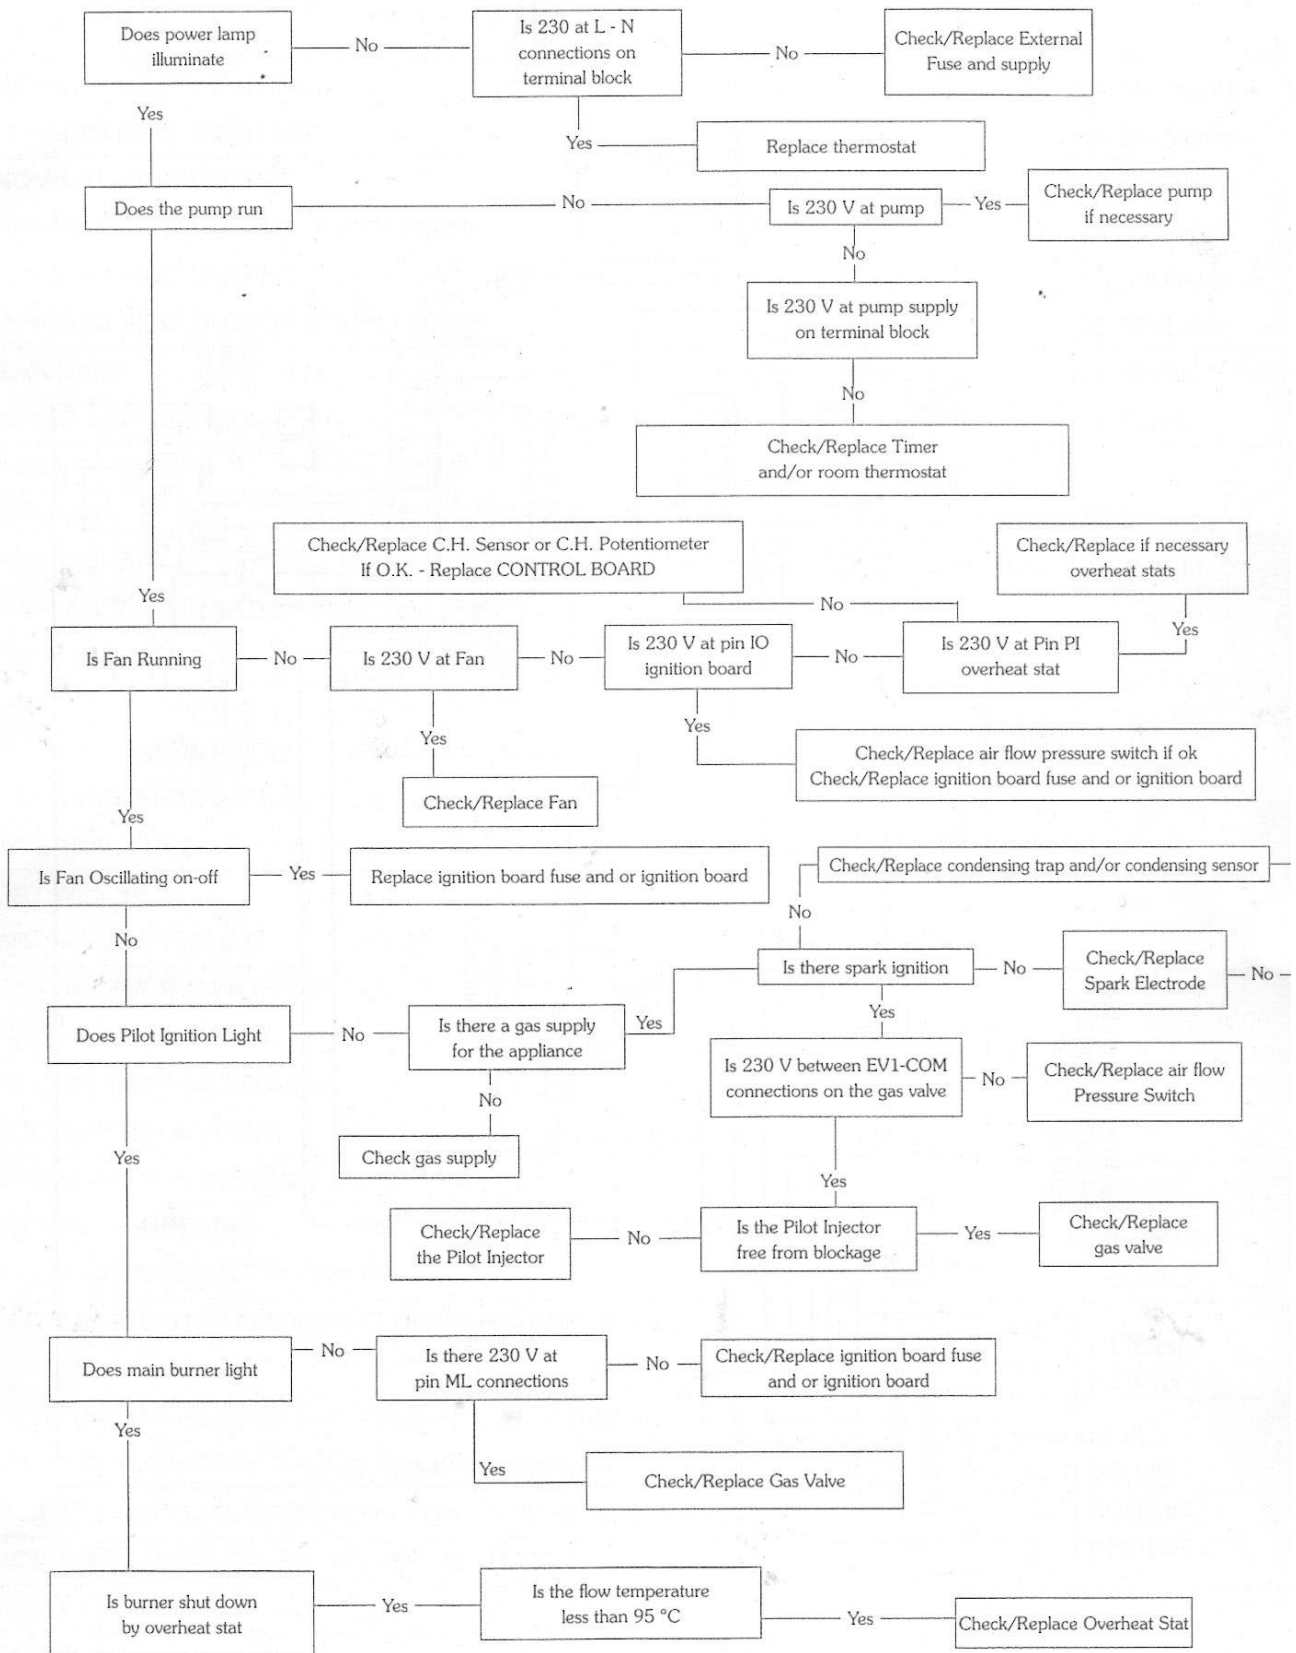 Does power lamp
illuminate
No
Is 230 at L - N
connections on
terminal block
No
Check/Replace External
Fuse and supply
Yes
Yes
Replace thermostat
Does the pump run
No
Is 230 V at pump
Yes
Check/Replace pump
if necessary
No
Is 230 V at pump supply
on terminal block
No
Check/Replace Timer
and/or room thermostat
Check/Replace C.H. Sensor or C.H. Potentiometer
If O.K. - Replace CONTROL BOARD
Check/Replace if necessary
overheat stats
Yes
No
Yes
Is Fan Running
No
Is 230 V at Fan
No
Is 230 V at pin IO
ignition board
No
Is 230 V at Pin PI
overheat stat
Yes
Yes
Check/Replace air flow pressure switch if ok
Check/Replace ignition board fuse and or ignition board
Check/Replace Fan
Yes
Is Fan Oscillating on-off
Yes
Replace ignition board fuse and or ignition board
Check/Replace condensing trap and/or condensing sensor
No
No
Is there spark ignition
No
Check/Replace
Spark Electrode
No
Does Pilot Ignition Light
No
Is there a gas supply
for the appliance
Yes
Yes
Is 230 V between EV1-COM
connections on the gas valve
No
Check/Replace air flow
Pressure Switch
No
Check gas supply
Yes
Yes
Check/Replace
the Pilot Injector
No
Is the Pilot Injector
free from blockage
Yes
Check/Replace
gas valve
Does main burner light
No
Is there 230 V at
pin ML connections
No
Check/Replace ignition board fuse
and or ignition board
Yes
Yes
Check/Replace Gas Valve
Is burner shut down
by overheat stat
Yes
Is the flow temperature
less than 95 °C
Yes
Check/Replace Overheat Stat